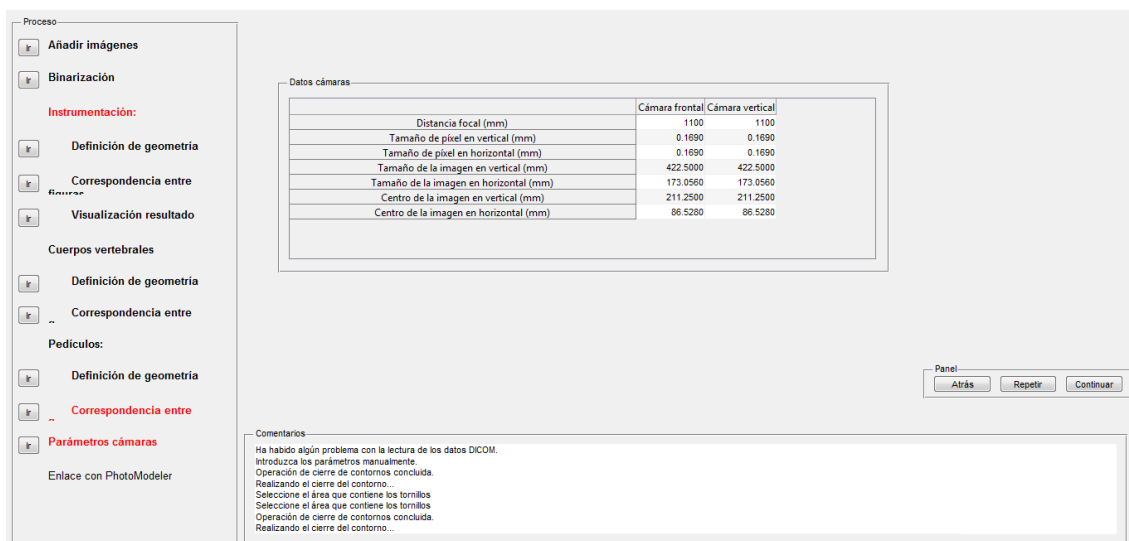 Proceso
Ir Añadir imágenes
Ir Binarización
Instrumentación:
Ir Definición de geometría
Ir Correspondencia entre
figuras
Ir Visualización resultado
Cuerpos vertebrales
Ir Definición de geometría
Ir Correspondencia entre
Pedículos:
Ir Definición de geometría
Ir Correspondencia entre
Ir Parámetros cámaras
Enlace con PhotoModeler
Datos cámaras
Cámara frontal Cámara vertical
Distancia focal (mm) 1100 1100
Tamaño de píxel en vertical (mm) 0.1690 0.1690
Tamaño de píxel en horizontal (mm) 0.1690 0.1690
Tamaño de la imagen en vertical (mm) 422.5000 422.5000
Tamaño de la imagen en horizontal (mm) 173.0560 173.0560
Centro de la imagen en vertical (mm) 211.2500 211.2500
Centro de la imagen en horizontal (mm) 86.5280 86.5280
Panel
Atrás Repetir Continuar
Comentarios
Ha habido algún problema con la lectura de los datos DICOM.
Introduzca los parámetros manualmente.
Operación de cierre de contornos concluida.
Realizando el cierre del contorno...
Seleccione el área que contiene los tornillos
Seleccione el área que contiene los tornillos
Operación de cierre de contornos concluida.
Realizando el cierre del contorno...